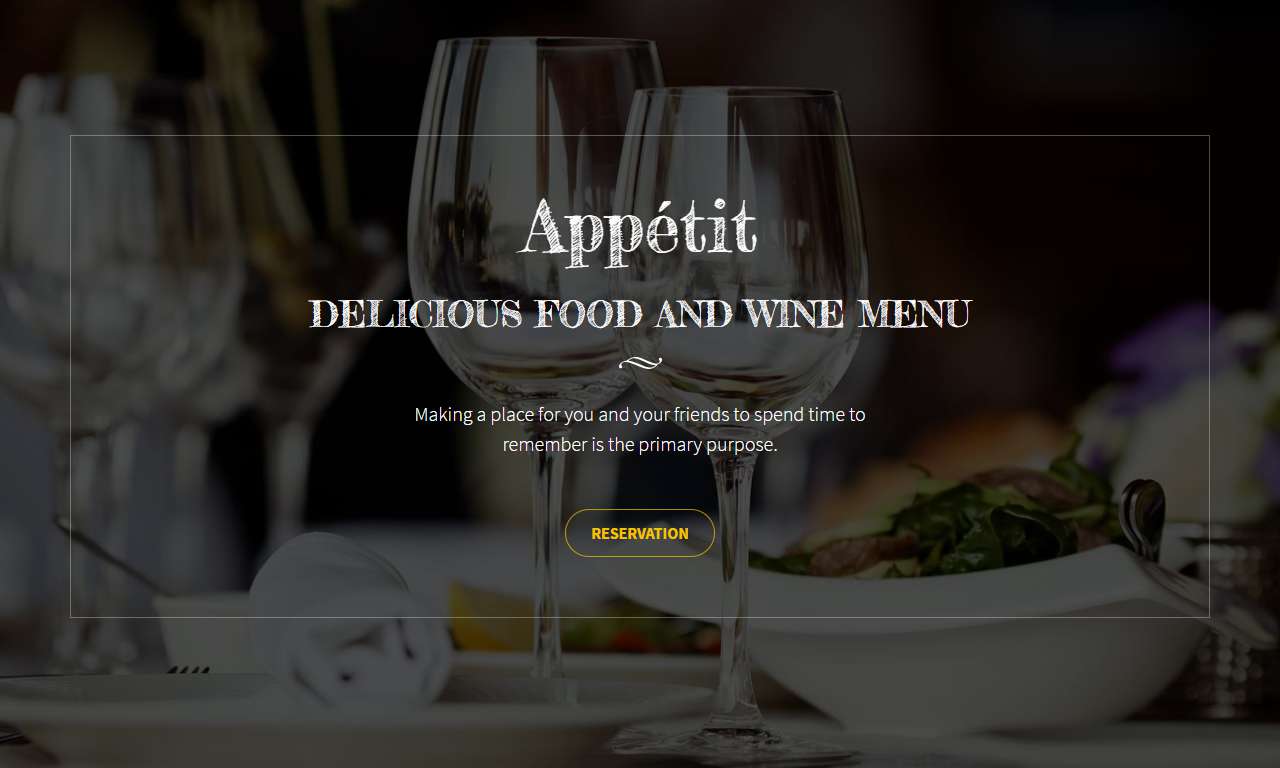 Appétit
DELICIOUS FOOD AND WINE MENU
Making a place for you and your friends to spend time to
remember is the primary purpose.
RESERVATION